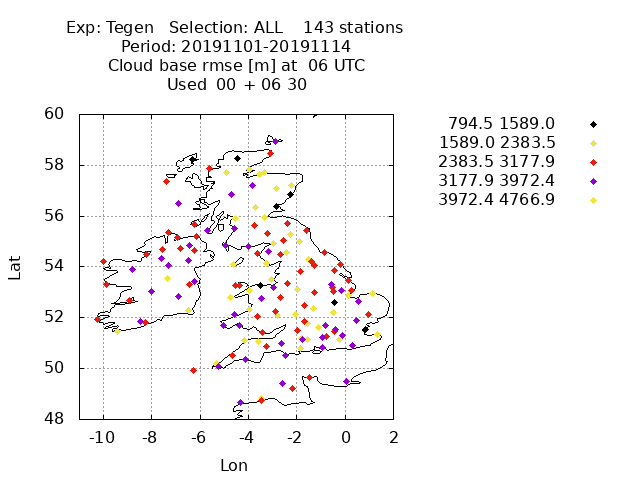 Exp: Tegen Selection: ALL 143 stations
Period: 20191101-20191114
Cloud base rmse [m] at 06 UTC
Used 00 + 06 30
794.5 1589.0
1589.0 2383.5
2383.5 3177.9
3177.9 3972.4
3972.4 4766.9
60
58
56
54
52
50
48
Lat
-10 -8 -6 -4 -2 0 2
Lon